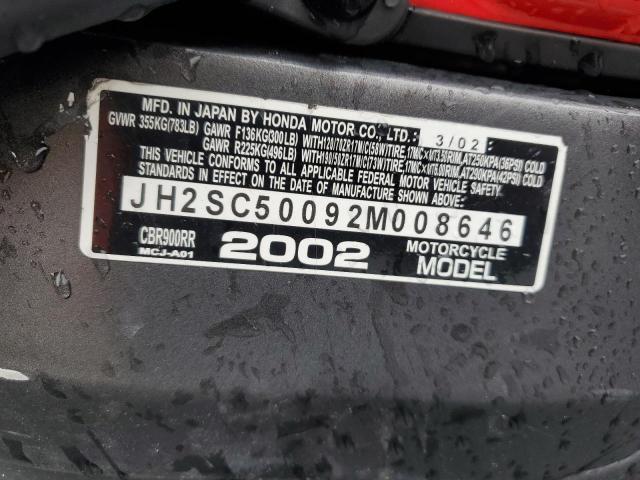 MFD. IN JAPAN BY HONDA MOTOR CO., LTD. 3/02
GVWR 355KG(783LB) GAWR F136KG(300LB) WITH120/70ZR17M/C(58W)TIRE,17M/C×MT3.50RIM,AT250KPA(36PSI) COLD
GAWR R225KG(496LB) WITH190/50ZR17M/C(73W)TIRE,17M/C×MT6.00RIM,AT290KPA(42PSI) COLD
THIS VEHICLE CONFORMS TO ALL APPLICABLE FEDERAL MOTOR VEHICLE SAFETY
STANDARDS IN EFFECT ON THE DATE OF MANUFACTURE SHOWN ABOVE.
JH2SC50092M008646
CBR900RR 2002 MOTORCYCLE
MCJ-A01 MODEL